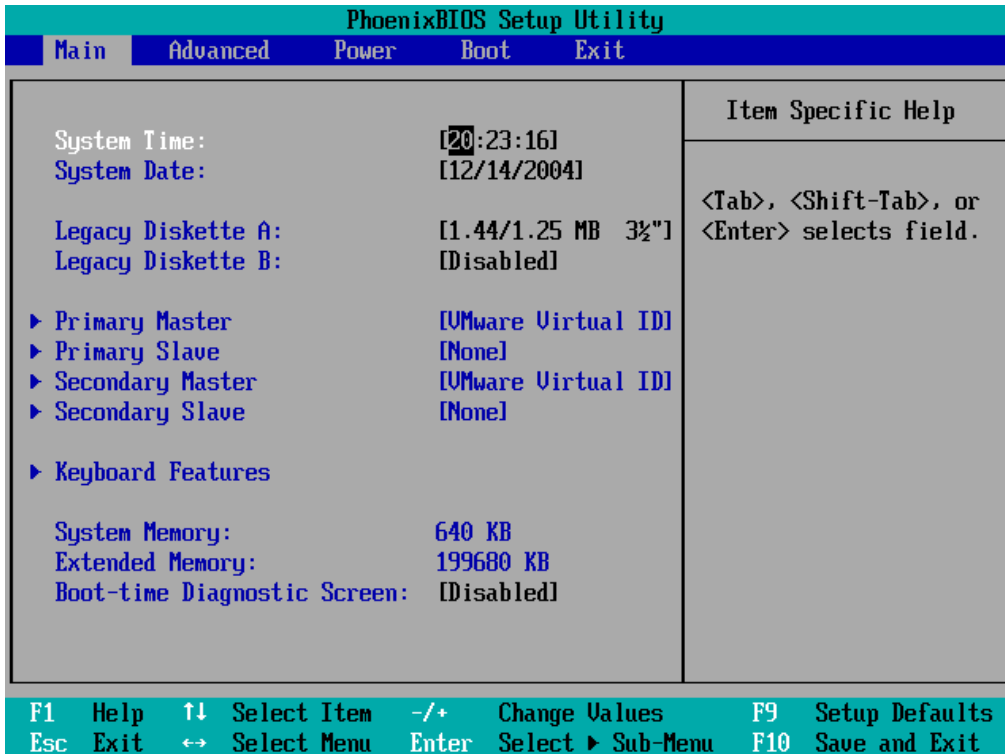 PhoenixBIOS Setup Utility
Main Advanced Power Boot Exit
Item Specific Help
System Time: [20:23:16]
System Date: [12/14/2004]
<Tab>, <Shift-Tab>, or
<Enter> selects field.
Legacy Diskette A: [1.44/1.25 MB 3½"]
Legacy Diskette B: [Disabled]
▶ Primary Master [VMware Virtual ID]
▶ Primary Slave [None]
▶ Secondary Master [VMware Virtual ID]
▶ Secondary Slave [None]
▶ Keyboard Features
System Memory: 640 KB
Extended Memory: 199680 KB
Boot-time Diagnostic Screen: [Disabled]
F1 Help ↑↓ Select Item -/+ Change Values F9 Setup Defaults
Esc Exit ↔ Select Menu Enter Select ▶ Sub-Menu F10 Save and Exit